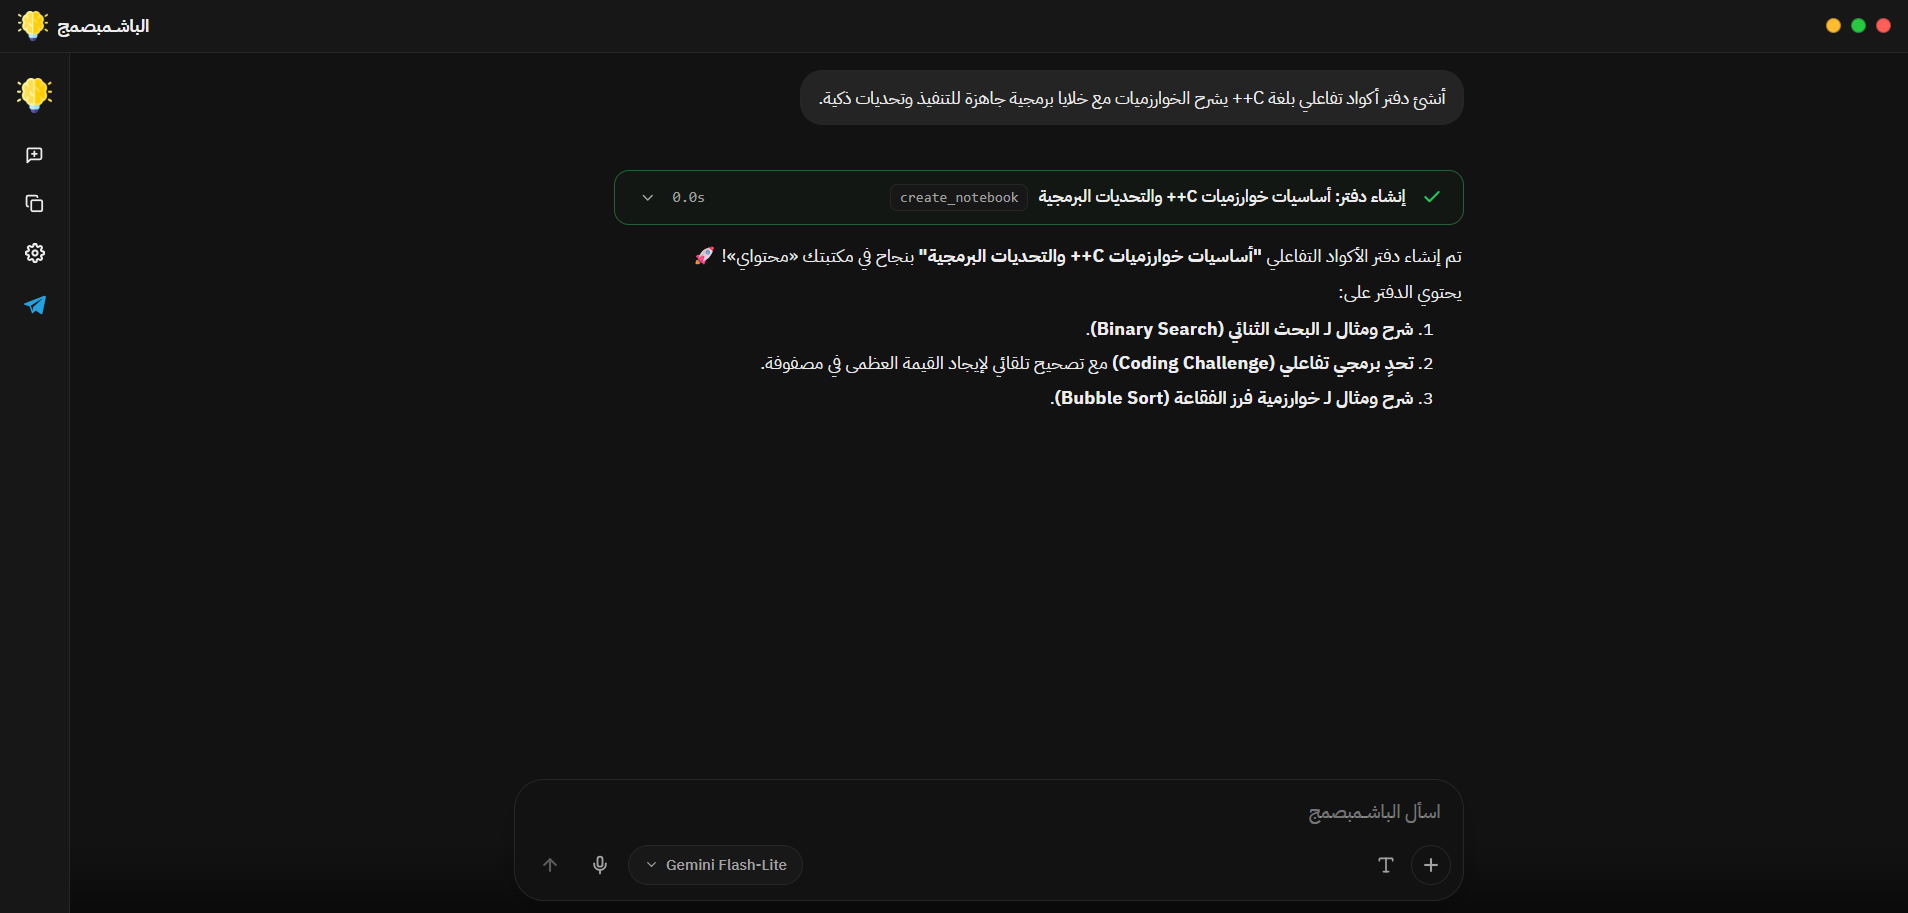 الباشمبصمج
أنشئ دفتر أكواد تفاعلي بلغة C++ يشرح الخوارزميات مع خلايا برمجية جاهزة للتنفيذ وتحديات ذكية.
إنشاء دفتر: أساسيات خوارزميات C++ والتحديات البرمجية create_notebook 0.0s
تم إنشاء دفتر الأكواد التفاعلي "أساسيات خوارزميات C++ والتحديات البرمجية" بنجاح في مكتبتك «محتواي»! 🚀
يحتوي الدفتر على:
1. شرح ومثال لـ البحث الثنائي (Binary Search).
2. تحدٍ برمجي تفاعلي (Coding Challenge) مع تصحيح تلقائي لإيجاد القيمة العظمى في مصفوفة.
3. شرح ومثال لـ خوارزمية فرز الفقاعة (Bubble Sort).
اسأل الباشمبصمج
Gemini Flash-Lite